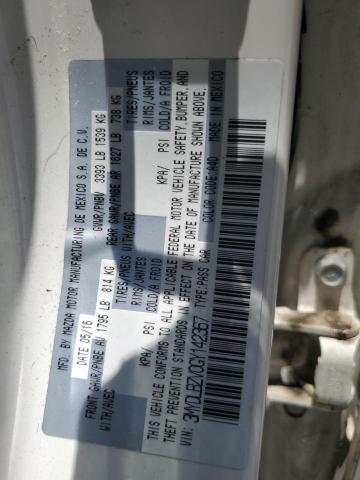 MFD. BY MAZDA MOTOR MANUFACTURING DE MEXICO S.A. DE C.V.
DATE 05/16 GVWR/PNBV 3393 LB 1539 KG
FRONT GAWR/PNBE AV 1795 LB 814 KG REAR GAWR/PNBE AR 1627 LB 738 KG
WITH/AVEC TIRES/PNEUS WITH/AVEC TIRES/PNEUS
RIMS/JANTES RIMS/JANTES
KPA/ PSI COLD/A FROID KPA/ PSI COLD/A FROID
THIS VEHICLE CONFORMS TO ALL APPLICABLE FEDERAL MOTOR VEHICLE SAFETY, BUMPER, AND
THEFT PREVENTION STANDARDS IN EFFECT ON THE DATE OF MANUFACTURE SHOWN ABOVE.
COLOR CODE: A4D MADE IN MEXICO
TYPE: PASS CAR
VIN: